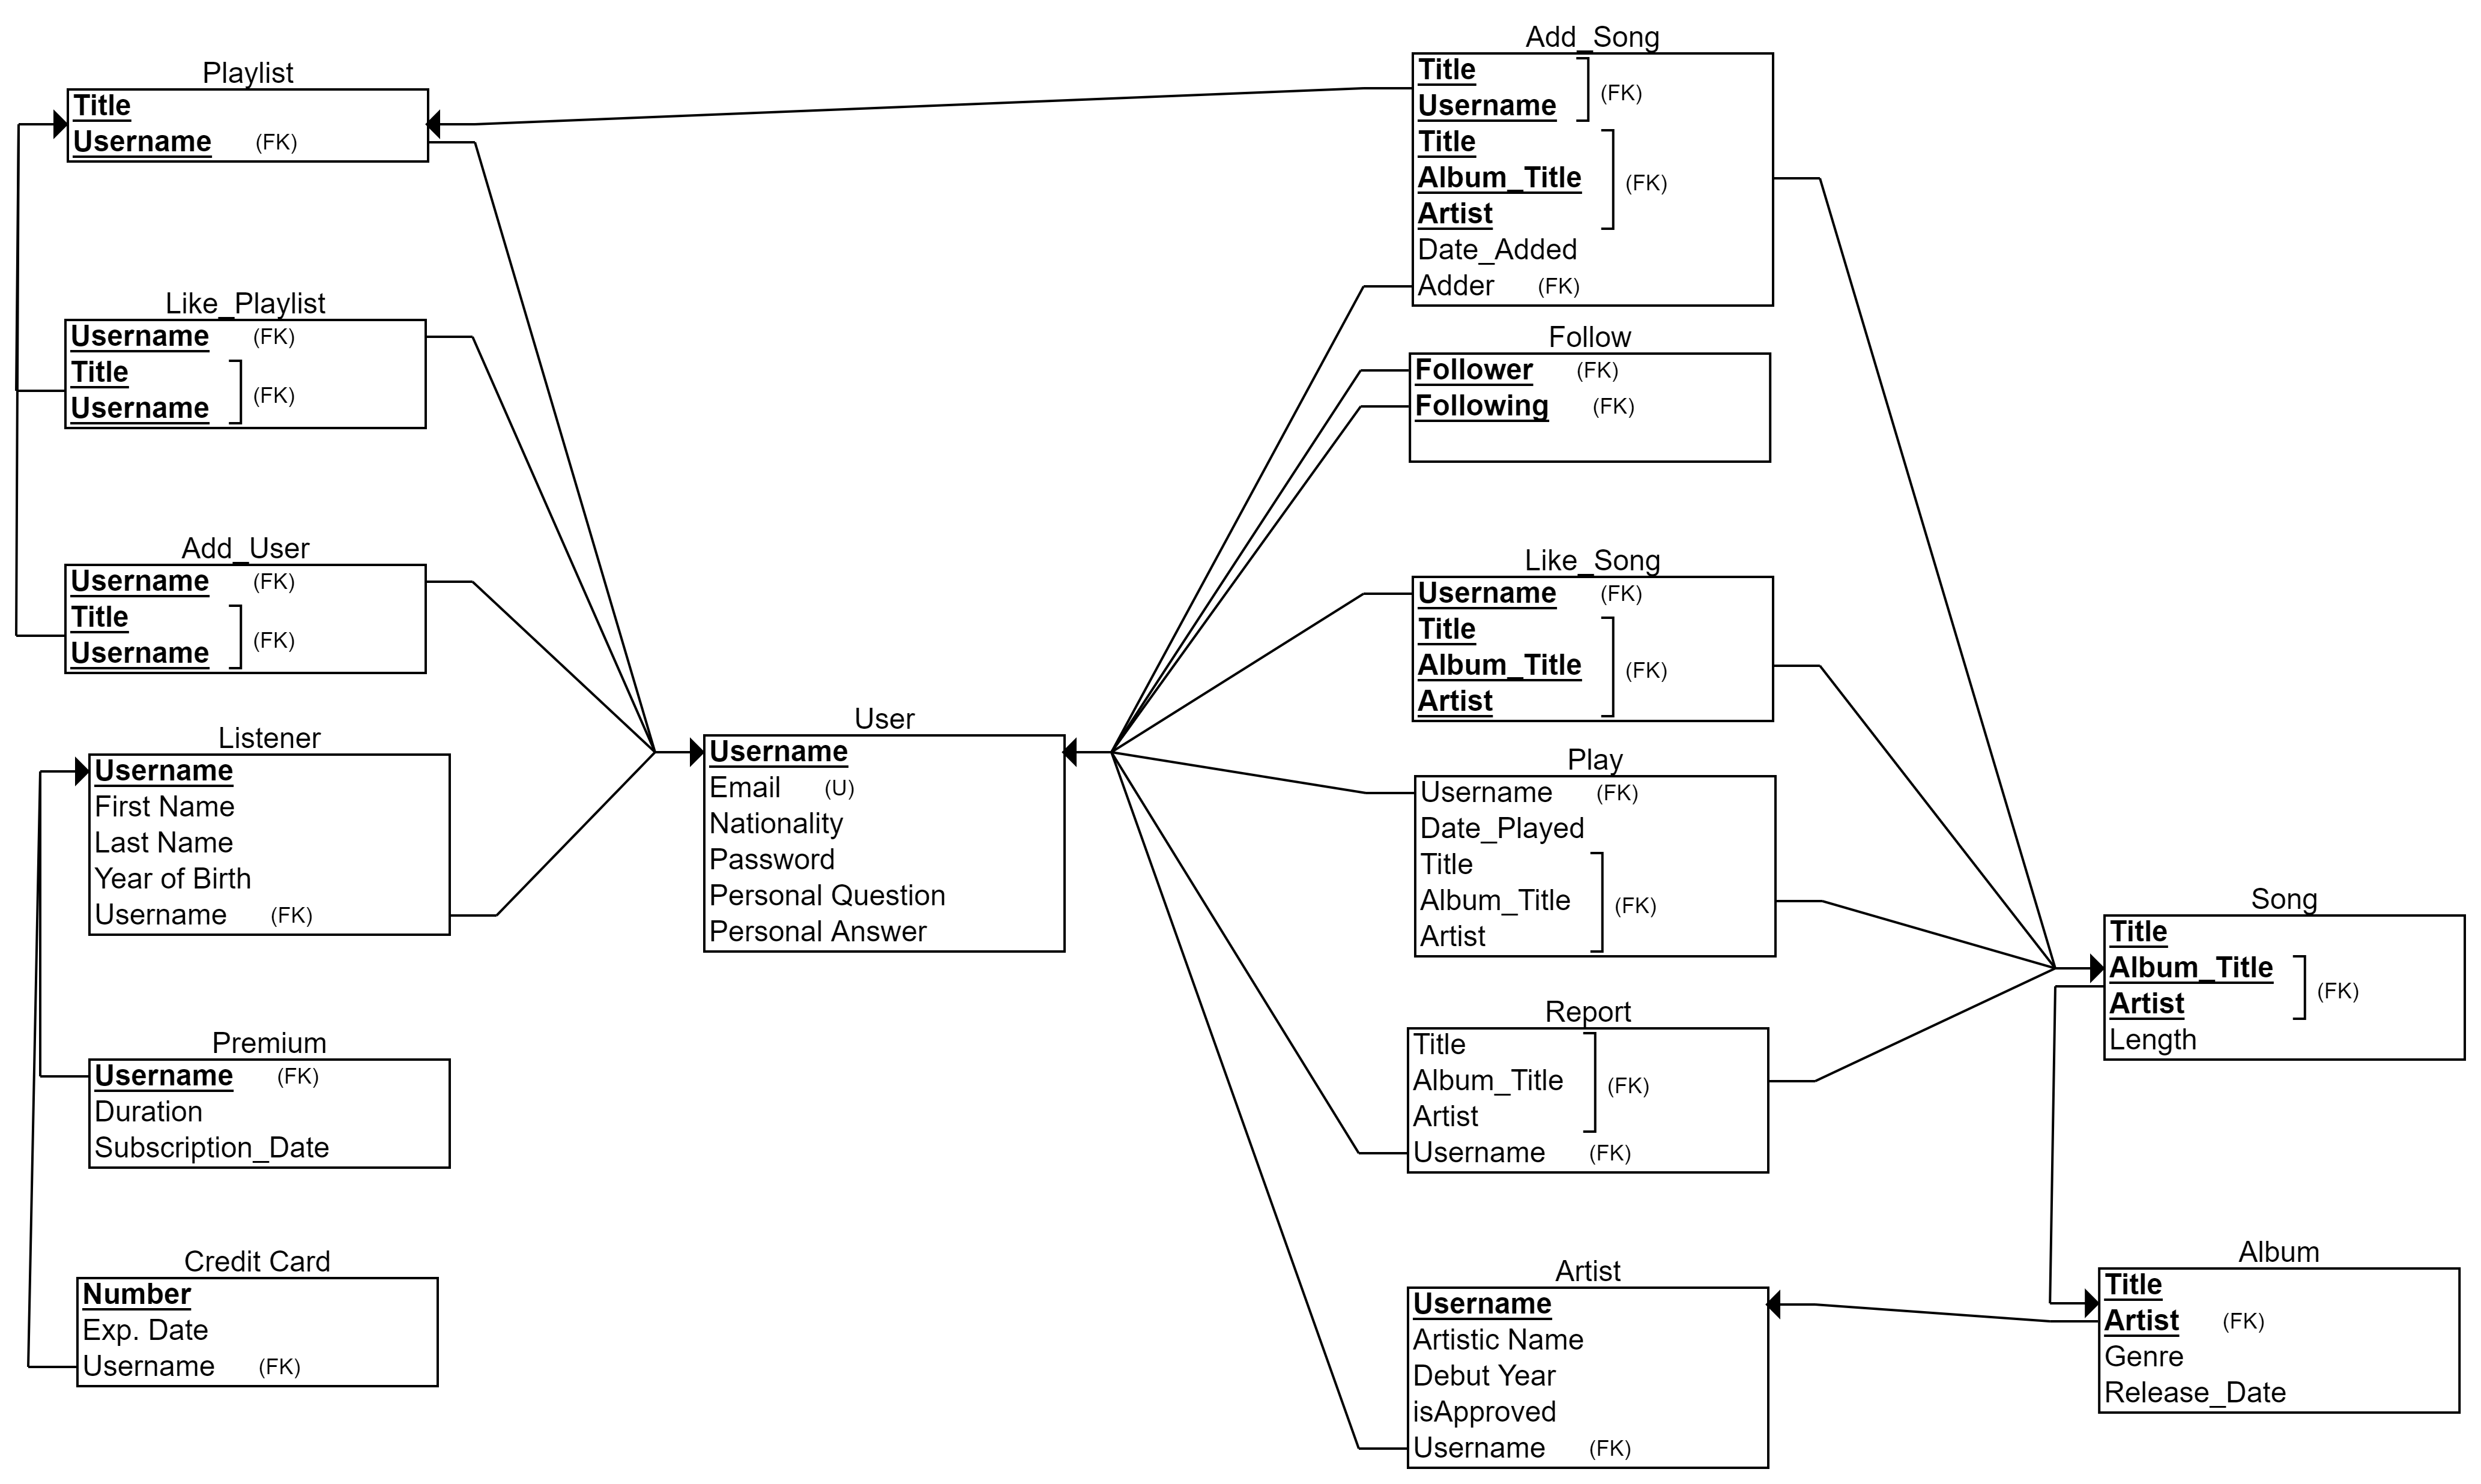 Playlist
Title
Username (FK)
Like_Playlist
Username (FK)
Title
(FK)
Username
Add_User
Username (FK)
Title
(FK)
Username
Listener
Username
First Name
Last Name
Year of Birth
Username (FK)
Premium
Username (FK)
Duration
Subscription_Date
Credit Card
Number
Exp. Date
Username (FK)
User
Username
Email (U)
Nationality
Password
Personal Question
Personal Answer
Add_Song
Title
(FK)
Username
Title
Album_Title (FK)
Artist
Date_Added
Adder (FK)
Follow
Follower (FK)
Following (FK)
Like_Song
Username (FK)
Title
Album_Title (FK)
Artist
Play
Username (FK)
Date_Played
Title
Album_Title (FK)
Artist
Report
Title
Album_Title (FK)
Artist
Username (FK)
Artist
Username
Artistic Name
Debut Year
isApproved
Username (FK)
Song
Title
Album_Title
(FK)
Artist
Length
Album
Title
Artist (FK)
Genre
Release_Date